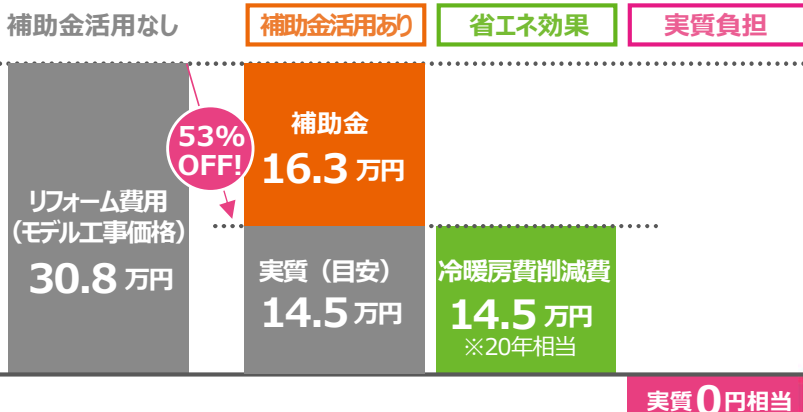 補助金活用なし
補助金活用あり
省エネ効果
実質負担
53%
OFF!
リフォーム費用
（モデル工事価格）
30.8 万円
補助金
16.3 万円
実質（目安）
14.5 万円
冷暖房費削減費
14.5 万円
※20年相当
実質0円相当